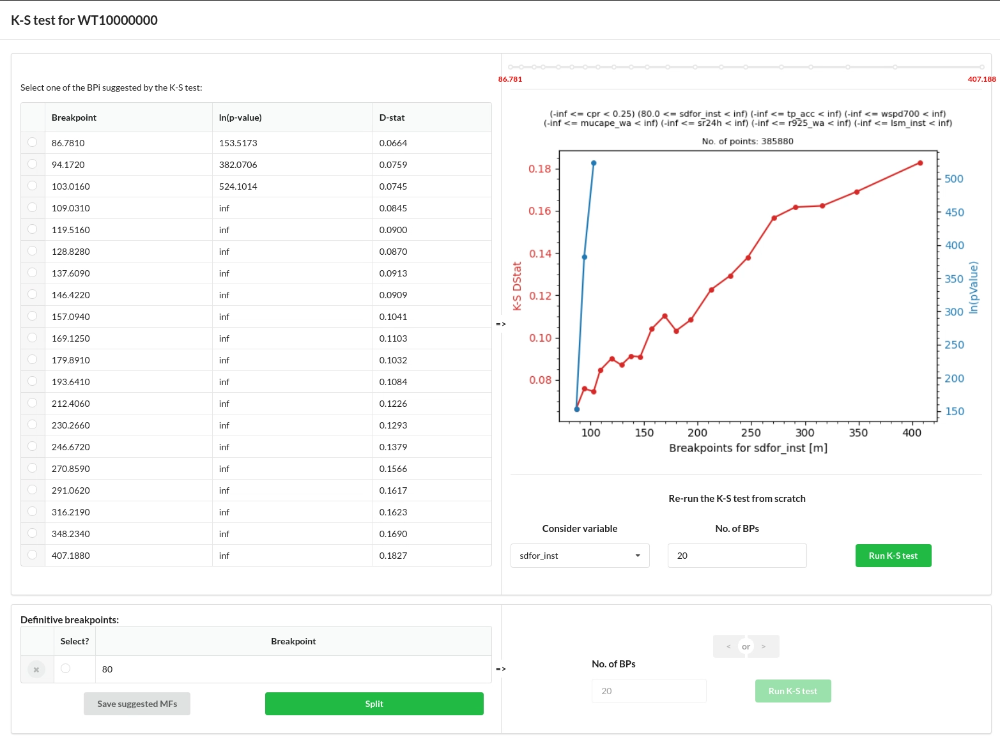 K-S test for WT10000000
Select one of the BPi suggested by the K-S test:
Breakpoint ln(p-value) D-stat
86.7810 153.5173 0.0664
94.1720 382.0706 0.0759
103.0160 524.1014 0.0745
109.0310 inf 0.0845
119.5160 inf 0.0900
128.8280 inf 0.0870
137.6090 inf 0.0913
146.4220 inf 0.0909
157.0940 inf 0.1041
169.1250 inf 0.1103
179.8910 inf 0.1032
193.6410 inf 0.1084
212.4060 inf 0.1226
230.2660 inf 0.1293
246.6720 inf 0.1379
270.8590 inf 0.1566
291.0620 inf 0.1617
316.2190 inf 0.1623
348.2340 inf 0.1690
407.1880 inf 0.1827
=>
86.781 407.188
(-inf <= cpr < 0.25) (80.0 <= sdfor_inst < inf) (-inf <= tp_acc < inf) (-inf <= wspd700 < inf)
(-inf <= mucape_wa < inf) (-inf <= sr24h < inf) (-inf <= r925_wa < inf) (-inf <= lsm_inst < inf)
No. of points: 385880
K-S DStat
0.18
0.16
0.14
0.12
0.10
0.08
500
450
400
350
300
250
200
150
ln(pValue)
100 150 200 250 300 350 400
Breakpoints for sdfor_inst [m]
Re-run the K-S test from scratch
Consider variable No. of BPs
sdfor_inst 20 Run K-S test
Definitive breakpoints:
Select? Breakpoint
80
Save suggested MFs Split
=>
< or >
No. of BPs
20 Run K-S test